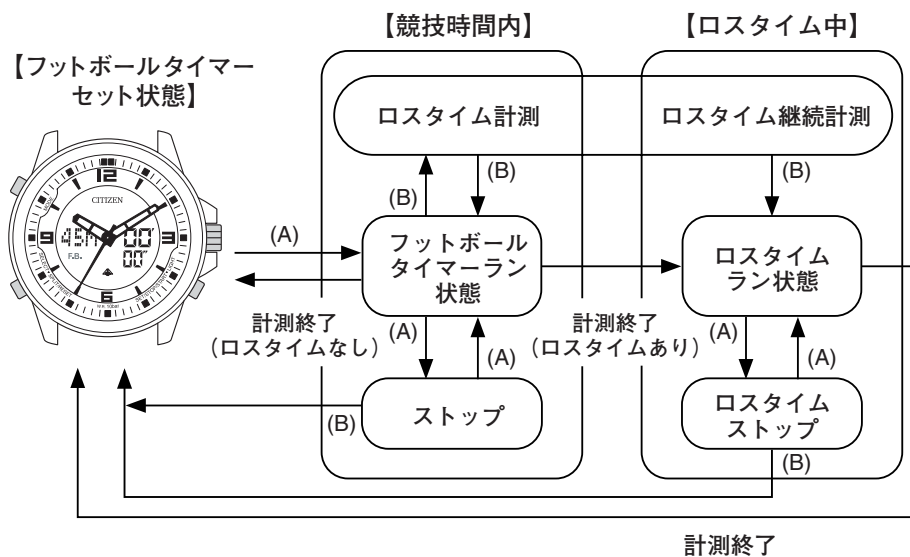 【競技時間内】
【ロスタイム中】
【フットボールタイマー
セット状態】
ロスタイム計測
ロスタイム継続計測
(B)
(B)
(B)
12
CITIZEN
9
45M
00'
3
F.B.
00"
6
(A)
フットボール
タイマーラン
状態
ロスタイム
ラン状態
計測終了
(ロスタイムなし)
(A)
(A)
計測終了
(ロスタイムあり)
(A)
(A)
ストップ
(B)
ロスタイム
ストップ
(B)
計測終了